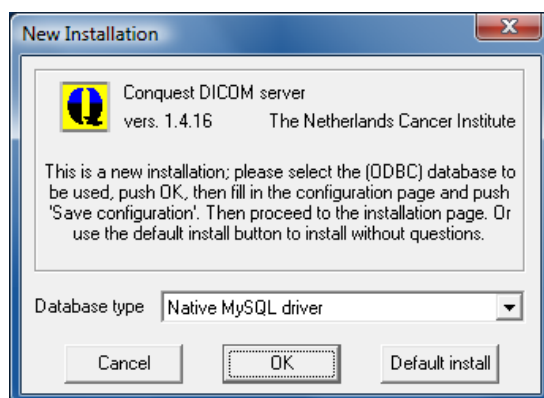 New Installation
Conquest DICOM server
vers. 1.4.16 The Netherlands Cancer Institute
This is a new installation; please select the (ODBC) database to
be used, push OK, then fill in the configuration page and push
'Save configuration'. Then proceed to the installation page. Or
use the default install button to install without questions.
Database type Native MySQL driver
Cancel OK Default install